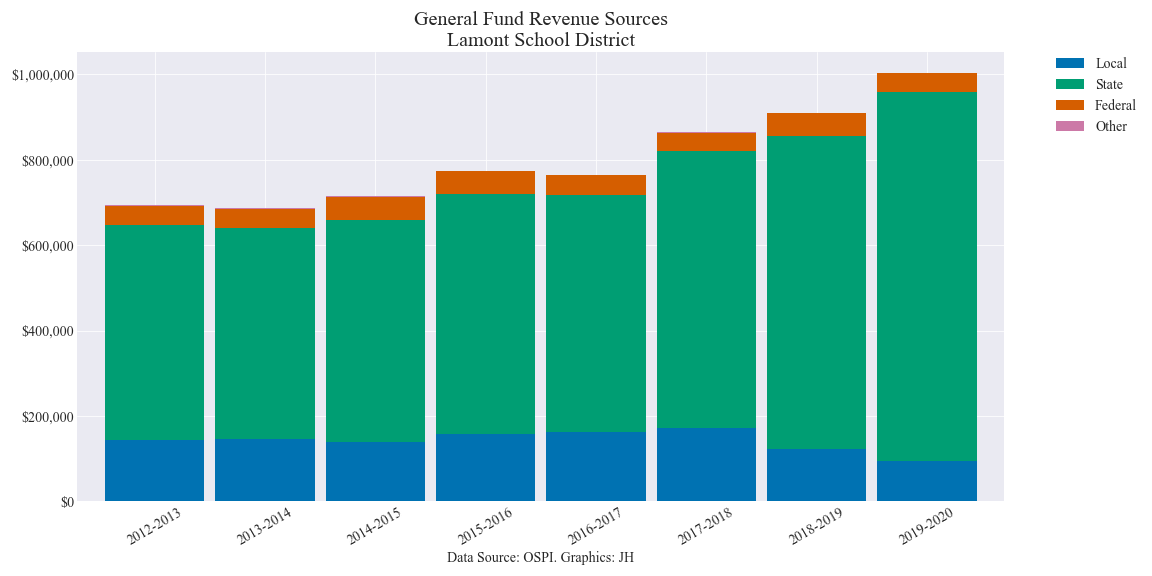 General Fund Revenue Sources
Lamont School District
Local
State
Federal
Other
$1,000,000
$800,000
$600,000
$400,000
$200,000
$0
2012-2013
2013-2014
2014-2015
2015-2016
2016-2017
2017-2018
2018-2019
2019-2020
Data Source: OSPI. Graphics: JH